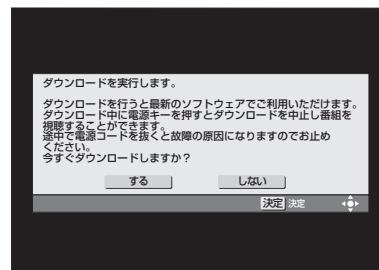 ダウンロードを実行します。
ダウンロードを行うと最新のソフトウェアでご利用いただけます。
ダウンロード中に電源キーを押すとダウンロードを中止し番組を
視聴することができます。
途中で電源コードを抜くと故障の原因になりますのでお止め
ください。
今すぐダウンロードしますか？
する しない
決定 決定